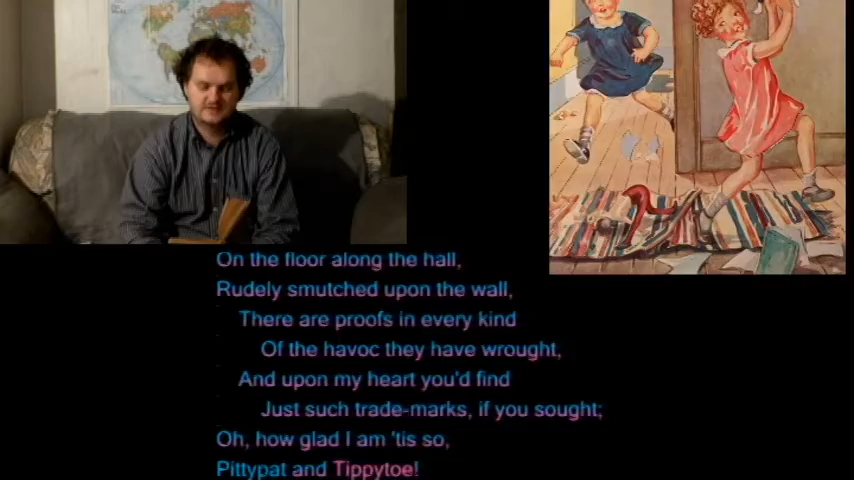 On the floor along the hall,
Rudely smutched upon the wall,
There are proofs in every kind
Of the havoc they have wrought,
And upon my heart you'd find
Just such trade-marks, if you sought;
Oh, how glad I am 'tis so,
Pittypat and Tippytoe!